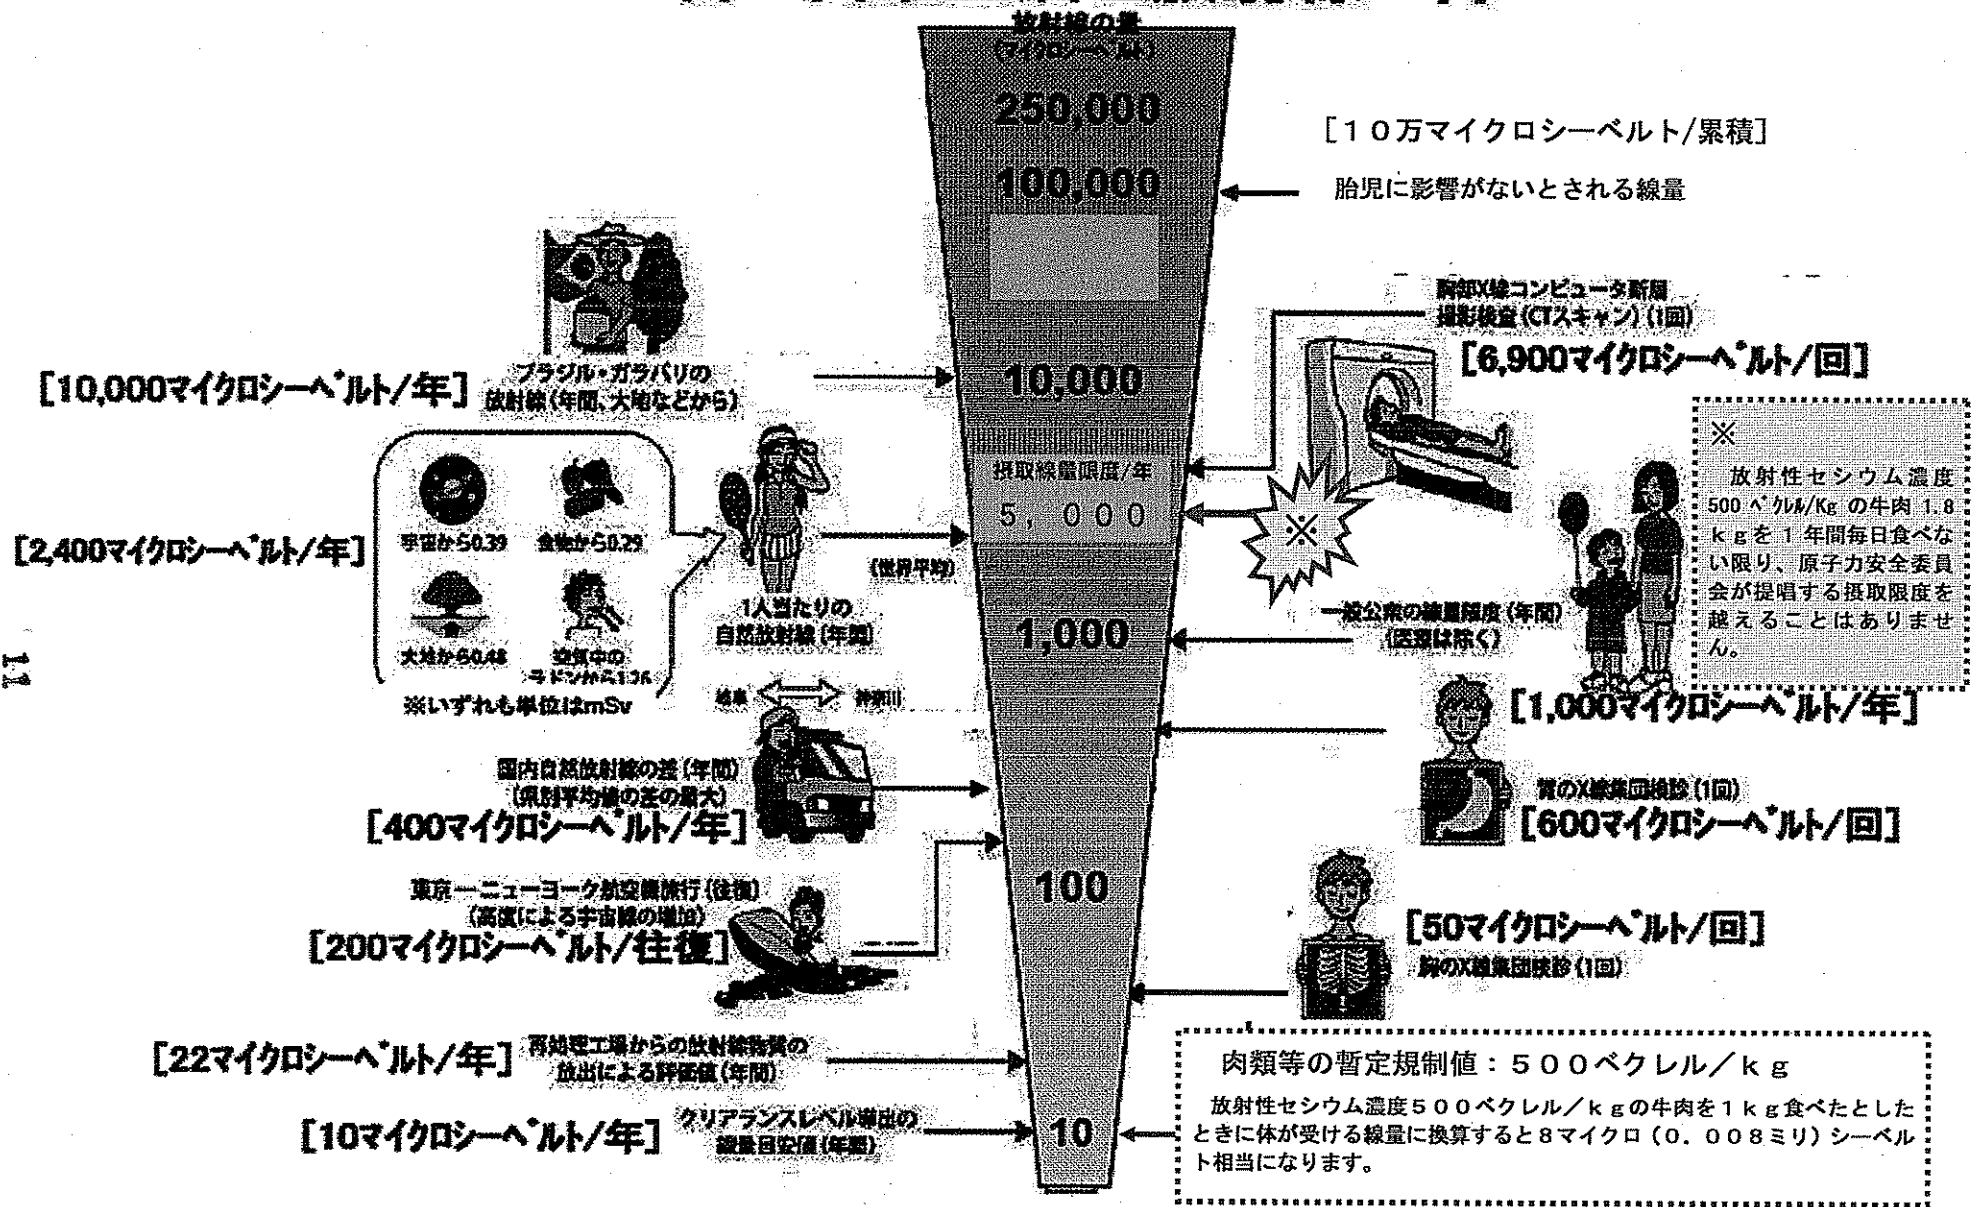 放射線の量
(マイクロシーベルト)
250,000
[10万マイクロシーベルト/累積]
100,000
胎児に影響がないとされる線量
胸部X線コンピュータ断層
撮影検査(CTスキャン)(1回)
[6,900マイクロシーベルト/回]
10,000
[10,000マイクロシーベルト/年]
ブラジル・ガラパリの
放射線(年間、大地などから)
摂取線量限度/年
5,000
※
※
放射性セシウム濃度
500ベクレル/Kgの牛肉1.8
kgを1年間毎日食べな
い限り、原子力安全委員
会が提唱する摂取限度を
越えることはありませ
ん。
[2,400マイクロシーベルト/年]
宇宙から0.39
食物から0.29
大地から0.48
空気中の
ラドンから1.26
※いずれも単位はmSv
(世界平均)
1人当たりの
自然放射線(年間)
一般公衆の線量限度(年間)
(医療は除く)
1,000
[1,000マイクロシーベルト/年]
岐阜
神奈川
国内自然放射線の差(年間)
(県別平均値の差の最大)
[400マイクロシーベルト/年]
胃のX線集団検診(1回)
[600マイクロシーベルト/回]
東京ーニューヨーク航空機旅行(往復)
(高度による宇宙線の増加)
[200マイクロシーベルト/往復]
100
[50マイクロシーベルト/回]
胸のX線集団検診(1回)
[22マイクロシーベルト/年]
再処理工場からの放射線物質の
放出による評価値(年間)
[10マイクロシーベルト/年]
クリアランスレベル導出の
線量目安値(年間)
10
肉類等の暫定規制値:500ベクレル/kg
放射性セシウム濃度500ベクレル/kgの牛肉を1kg食べたとした
ときに体が受ける線量に換算すると8マイクロ(0.008ミリ)シーベル
ト相当になります。
11